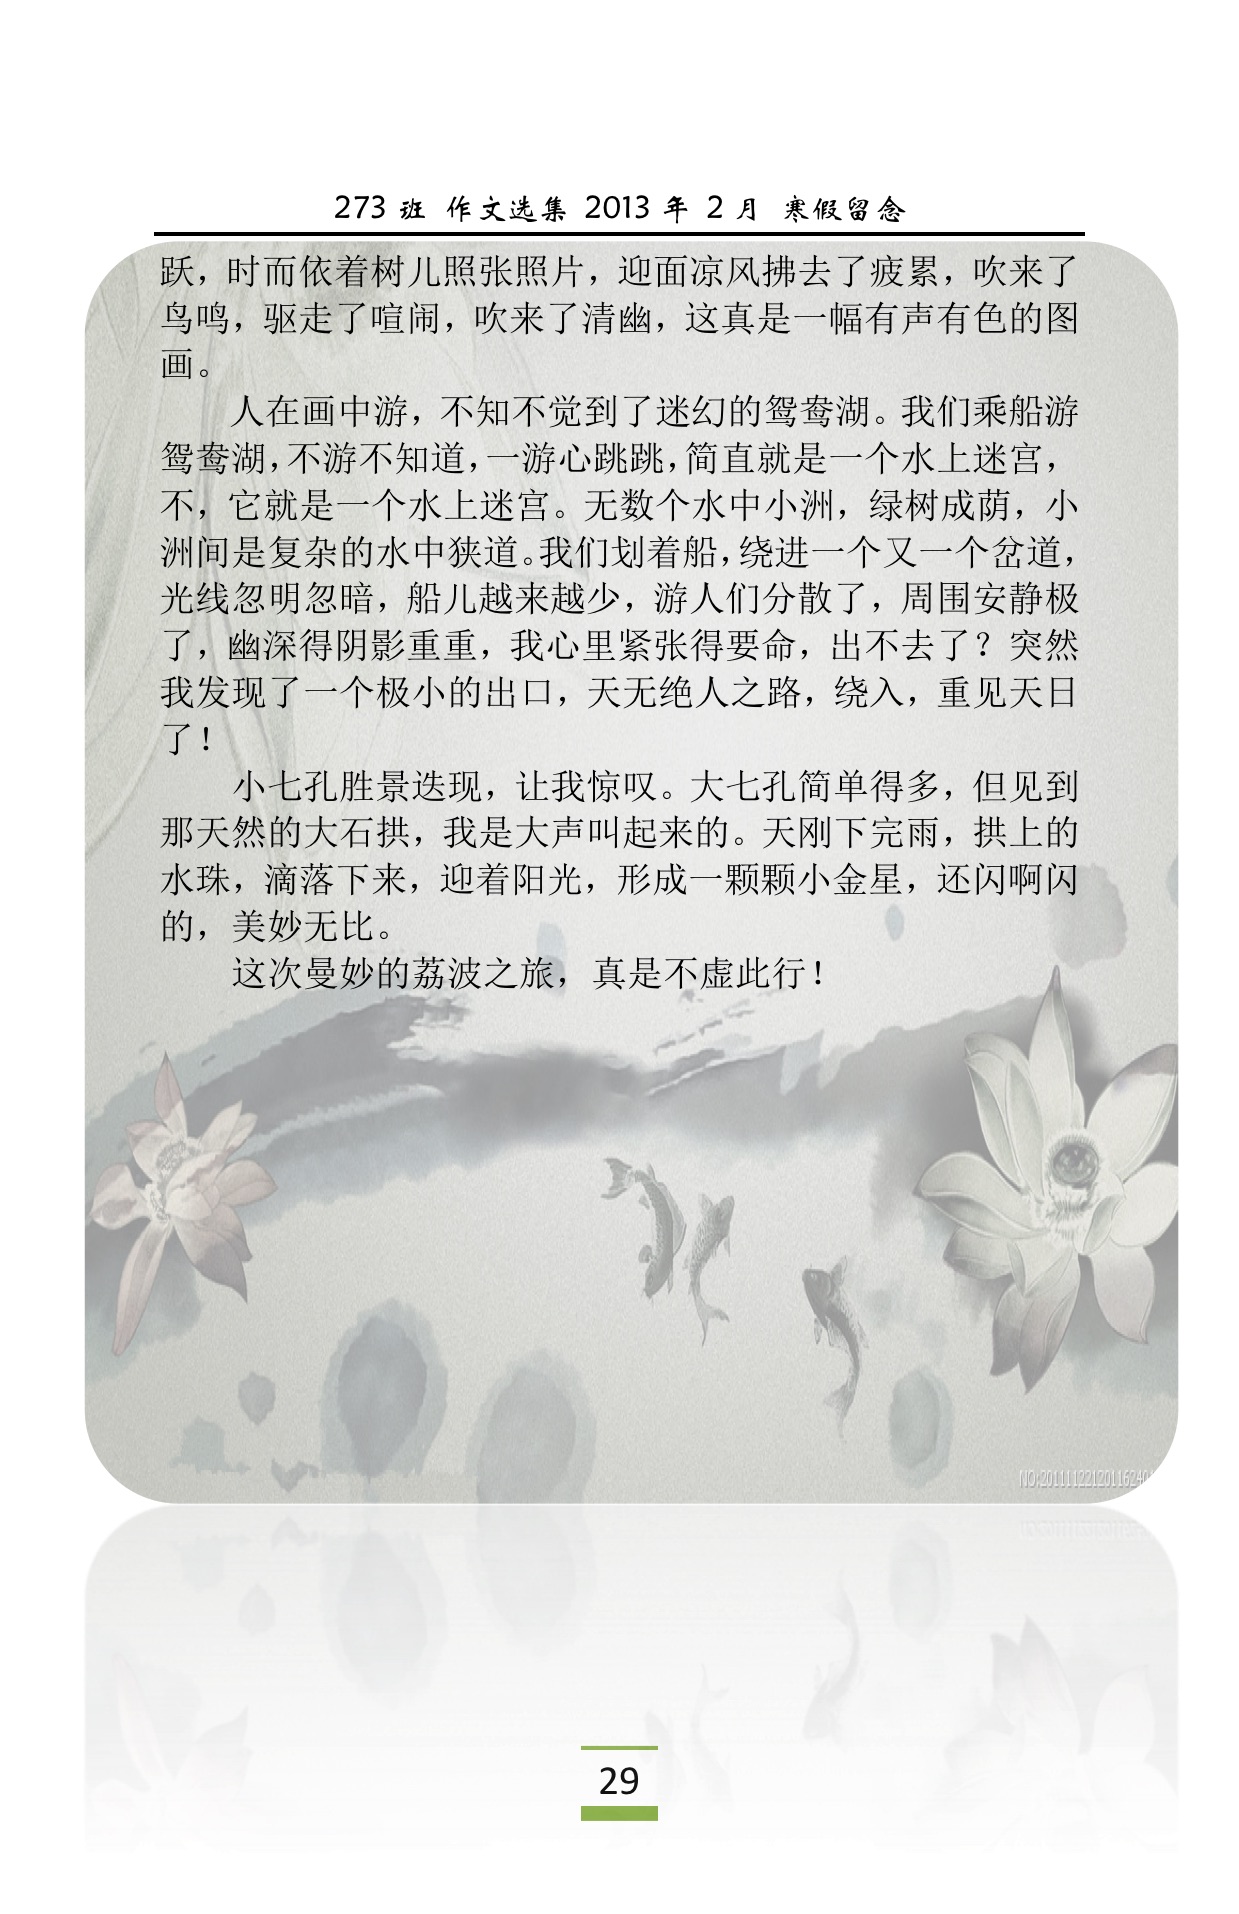 273 班 作文选集 2013 年 2 月 寒假留念
跃，时而依着树儿照张照片，迎面凉风拂去了疲累，吹来了
鸟鸣，驱走了喧闹，吹来了清幽，这真是一幅有声有色的图
画。
人在画中游，不知不觉到了迷幻的鸳鸯湖。我们乘船游
鸳鸯湖，不游不知道，一游心跳跳，简直就是一个水上迷宫，
不，它就是一个水上迷宫。无数个水中小洲，绿树成荫，小
洲间是复杂的水中狭道。我们划着船，绕进一个又一个岔道，
光线忽明忽暗，船儿越来越少，游人们分散了，周围安静极
了，幽深得阴影重重，我心里紧张得要命，出不去了？突然
我发现了一个极小的出口，天无绝人之路，绕入，重见天日
了！
小七孔胜景迭现，让我惊叹。大七孔简单得多，但见到
那天然的大石拱，我是大声叫起来的。天刚下完雨，拱上的
水珠，滴落下来，迎着阳光，形成一颗颗小金星，还闪啊闪
的，美妙无比。
这次曼妙的荔波之旅，真是不虚此行！
29